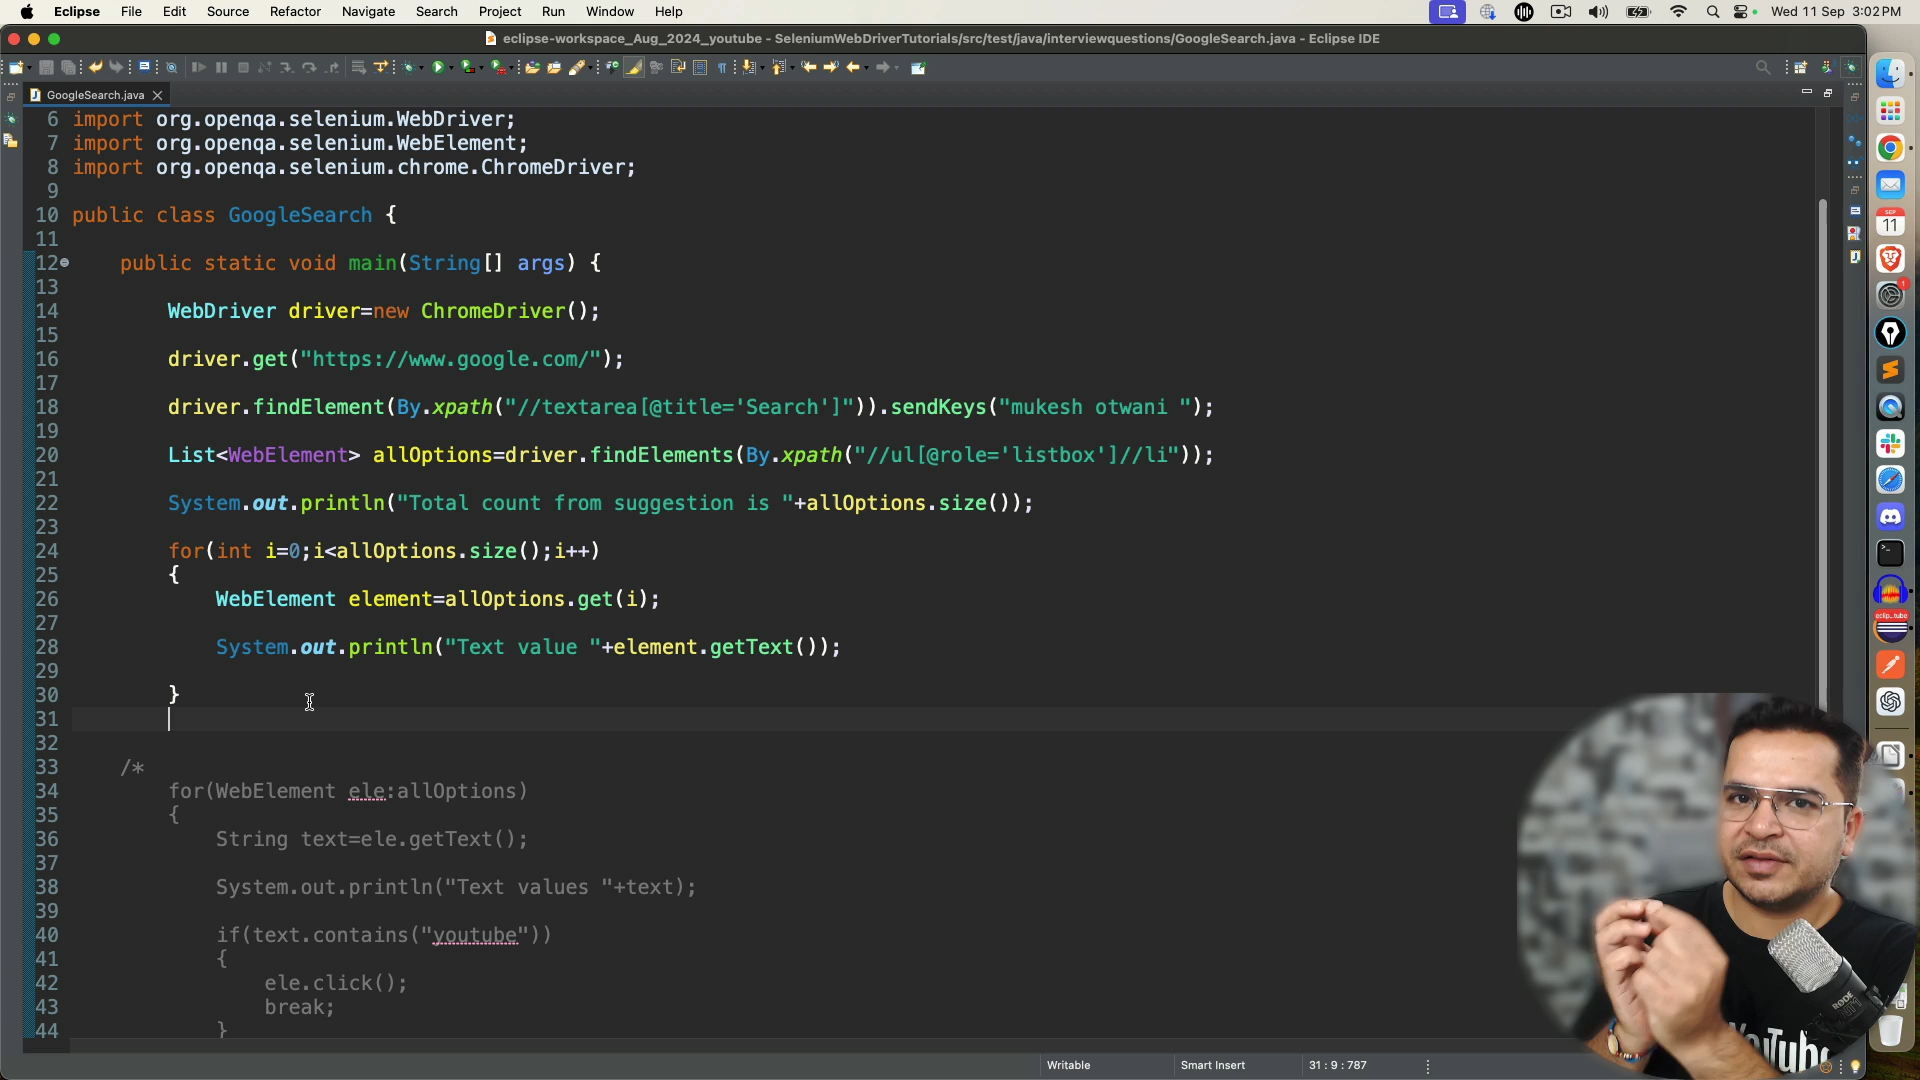 Eclipse File Edit Source Refactor Navigate Search Project Run Window Help Wed 11 Sep 3:02 PM
eclipse-workspace_Aug_2024_youtube - SeleniumWebDriverTutorials/src/test/java/interviewquestions/GoogleSearch.java - Eclipse IDE
GoogleSearch.java
6 import org.openqa.selenium.WebDriver;
7 import org.openqa.selenium.WebElement;
8 import org.openqa.selenium.chrome.ChromeDriver;
9
10 public class GoogleSearch {
11
12 public static void main(String[] args) {
13
14 WebDriver driver=new ChromeDriver();
15
16 driver.get("https://www.google.com/");
17
18 driver.findElement(By.xpath("//textarea[@title='Search']")).sendKeys("mukesh otwani ");
19
20 List<WebElement> allOptions=driver.findElements(By.xpath("//ul[@role='listbox']//li"));
21
22 System.out.println("Total count from suggestion is "+allOptions.size());
23
24 for(int i=0;i<allOptions.size();i++)
25 {
26 WebElement element=allOptions.get(i);
27
28 System.out.println("Text value "+element.getText());
29
30 }
31
32
33 /*
34 for(WebElement ele:allOptions)
35 {
36 String text=ele.getText();
37
38 System.out.println("Text values "+text);
39
40 if(text.contains("youtube"))
41 {
42 ele.click();
43 break;
44 }
Writable Smart Insert 31 : 9 : 787
SEP
11
1
RODE